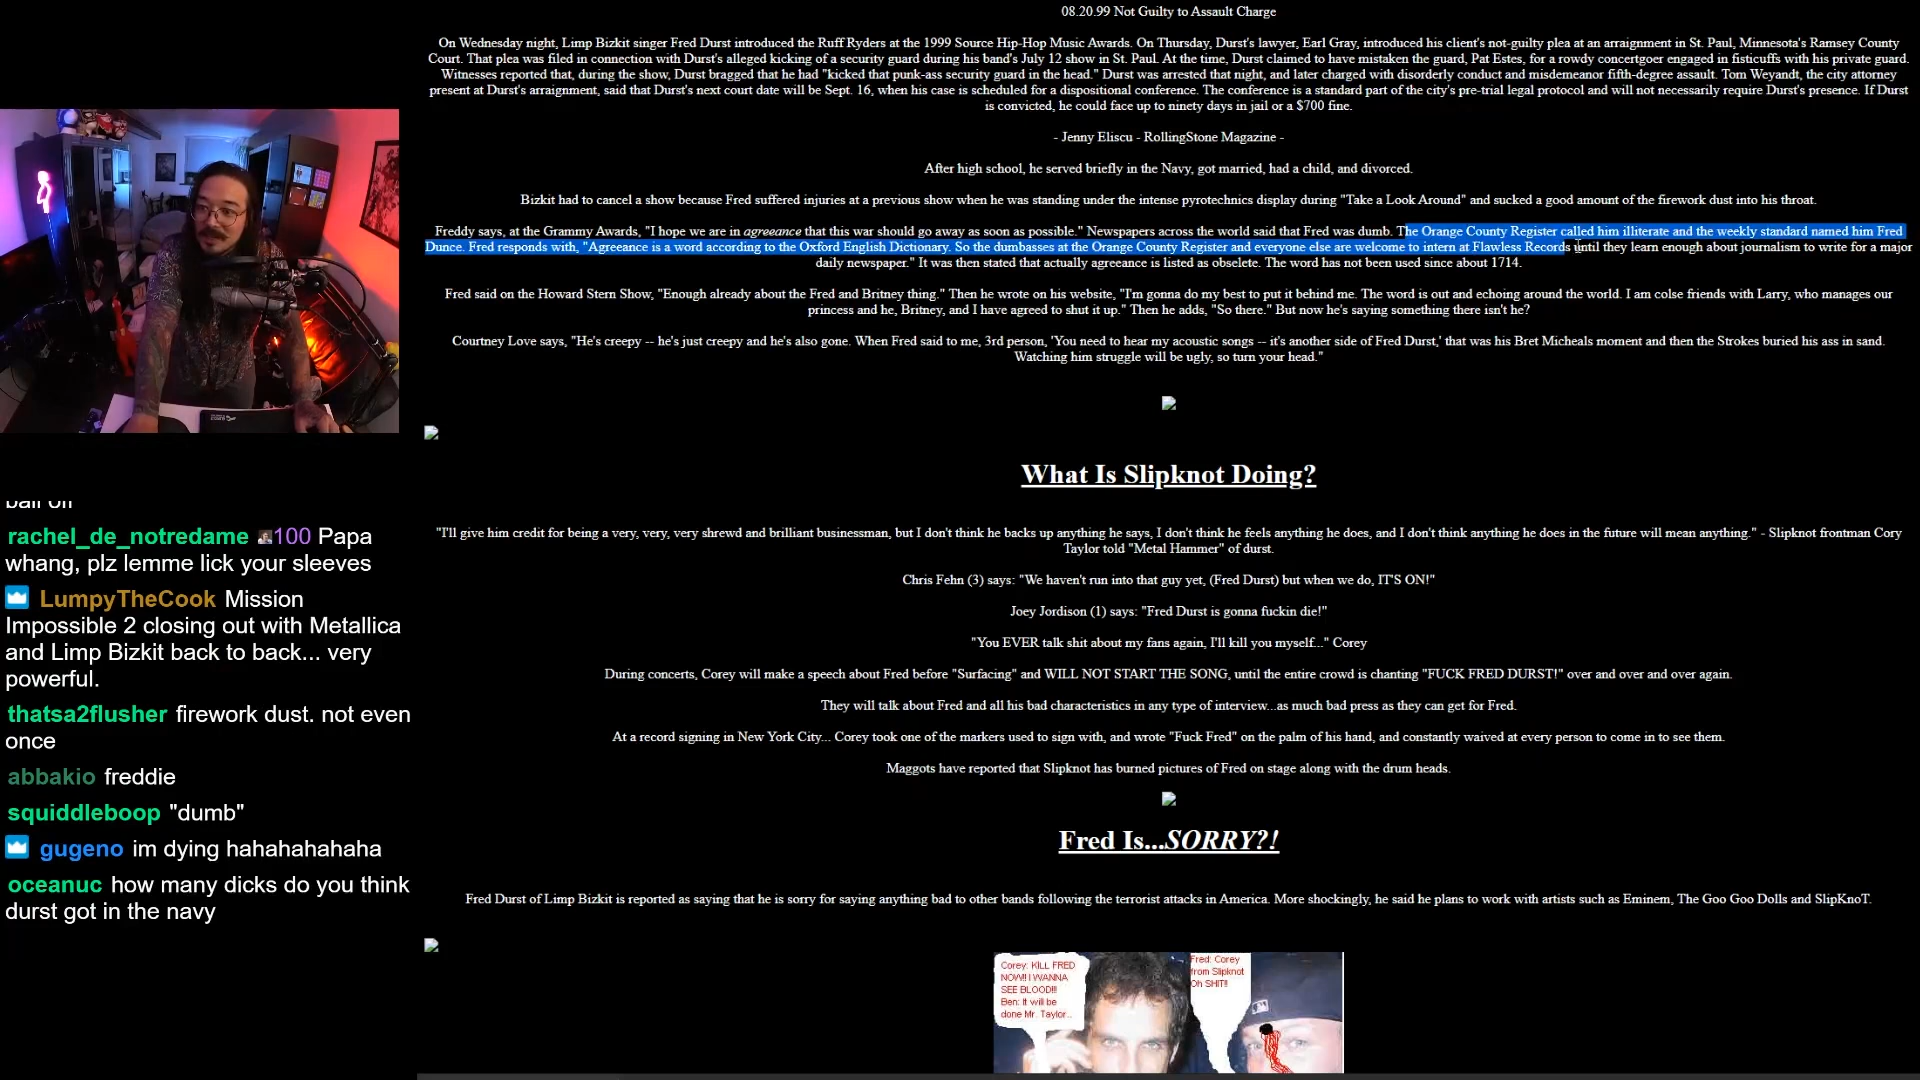 08.20.99 Not Guilty to Assault Charge
On Wednesday night, Limp Bizkit singer Fred Durst introduced the Ruff Ryders at the 1999 Source Hip-Hop Music Awards. On Thursday, Durst's lawyer, Earl Gray, introduced his client's not-guilty plea at an arraignment in St. Paul, Minnesota's Ramsey County
Court. That plea was filed in connection with Durst's alleged kicking of a security guard during his band's July 12 show in St. Paul. At the time, Durst claimed to have mistaken the guard, Pat Estes, for a rowdy concertgoer engaged in fisticuffs with his private guard.
Witnesses reported that, during the show, Durst bragged that he had "kicked that punk-ass security guard in the head." Durst was arrested that night, and later charged with disorderly conduct and misdemeanor fifth-degree assault. Tom Weyandt, the city attorney
present at Durst's arraignment, said that Durst's next court date will be Sept. 16, when his case is scheduled for a dispositional conference. The conference is a standard part of the city's pre-trial legal protocol and will not necessarily require Durst's presence. If Durst
is convicted, he could face up to ninety days in jail or a $700 fine.
- Jenny Eliscu - RollingStone Magazine -
After high school, he served briefly in the Navy, got married, had a child, and divorced.
Bizkit had to cancel a show because Fred suffered injuries at a previous show when he was standing under the intense pyrotechnics display during "Take a Look Around" and sucked a good amount of the firework dust into his throat.
Freddy says, at the Grammy Awards, "I hope we are in agreeance that this war should go away as soon as possible." Newspapers across the world said that Fred was dumb. The Orange County Register called him illiterate and the weekly standard named him Fred
Dunce. Fred responds with, "Agreeance is a word according to the Oxford English Dictionary. So the dumbasses at the Orange County Register and everyone else are welcome to intern at Flawless Records until they learn enough about journalism to write for a major
daily newspaper." It was then stated that actually agreeance is listed as obselete. The word has not been used since about 1714.
Fred said on the Howard Stern Show, "Enough already about the Fred and Britney thing." Then he wrote on his website, "I'm gonna do my best to put it behind me. The word is out and echoing around the world. I am colse friends with Larry, who manages our
princess and he, Britney, and I have agreed to shut it up." Then he adds, "So there." But now he's saying something there isn't he?
Courtney Love says, "He's creepy -- he's just creepy and he's also gone. When Fred said to me, 3rd person, 'You need to hear my acoustic songs -- it's another side of Fred Durst,' that was his Bret Micheals moment and then the Strokes buried his ass in sand.
Watching him struggle will be ugly, so turn your head."
What Is Slipknot Doing?
"I'll give him credit for being a very, very, very shrewd and brilliant businessman, but I don't think he backs up anything he says, I don't think he feels anything he does, and I don't think anything he does in the future will mean anything." - Slipknot frontman Cory
Taylor told "Metal Hammer" of durst.
Chris Fehn (3) says: "We haven't run into that guy yet, (Fred Durst) but when we do, IT'S ON!"
Joey Jordison (1) says: "Fred Durst is gonna fuckin die!"
"You EVER talk shit about my fans again, I'll kill you myself..." Corey
During concerts, Corey will make a speech about Fred before "Surfacing" and WILL NOT START THE SONG, until the entire crowd is chanting "FUCK FRED DURST!" over and over and over again.
They will talk about Fred and all his bad characteristics in any type of interview...as much bad press as they can get for Fred.
At a record signing in New York City... Corey took one of the markers used to sign with, and wrote "Fuck Fred" on the palm of his hand, and constantly waived at every person to come in to see them.
Maggots have reported that Slipknot has burned pictures of Fred on stage along with the drum heads.
Fred Is...SORRY?!
Fred Durst of Limp Bizkit is reported as saying that he is sorry for saying anything bad to other bands following the terrorist attacks in America. More shockingly, he said he plans to work with artists such as Eminem, The Goo Goo Dolls and SlipKnoT.
Corey: KILL FRED
NOW!! I WANNA
SEE BLOOD!!!
Ben: It will be
done Mr. Taylor...
Fred: Corey
from Slipknot
Oh SHIT!!
ball off
rachel_de_notredame 100 Papa
whang, plz lemme lick your sleeves
LumpyTheCook Mission
Impossible 2 closing out with Metallica
and Limp Bizkit back to back... very
powerful.
thatsa2flusher firework dust. not even
once
abbakio freddie
squiddleboop "dumb"
gugeno im dying hahahahahaha
oceanuc how many dicks do you think
durst got in the navy